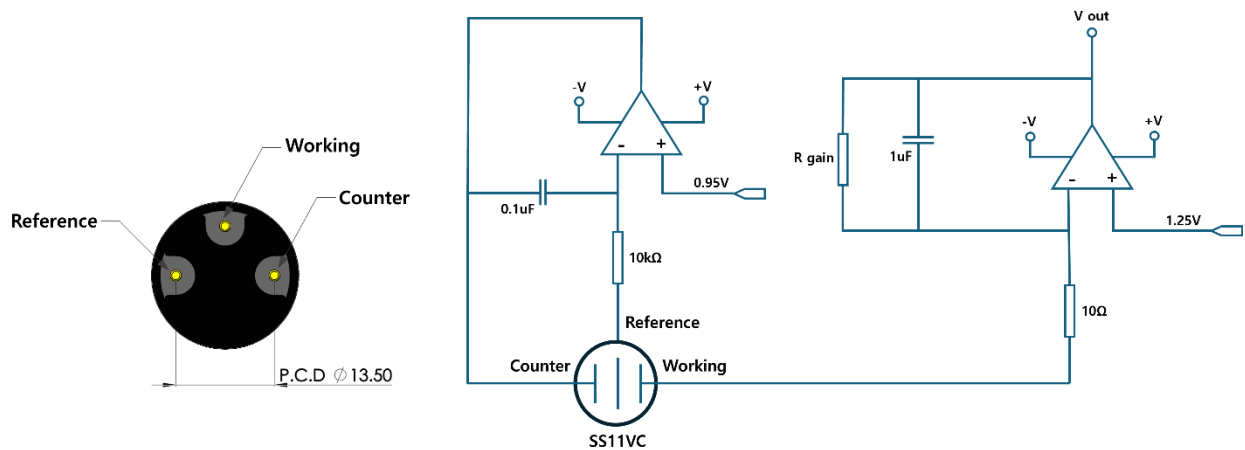 Working
Counter
Reference
P.C.D ∅ 13.50
-V
+V
-
+
0.95V
0.1uF
10kΩ
Reference
Counter
Working
SS11VC
V out
-V
+V
R gain
1uF
-
+
1.25V
10Ω